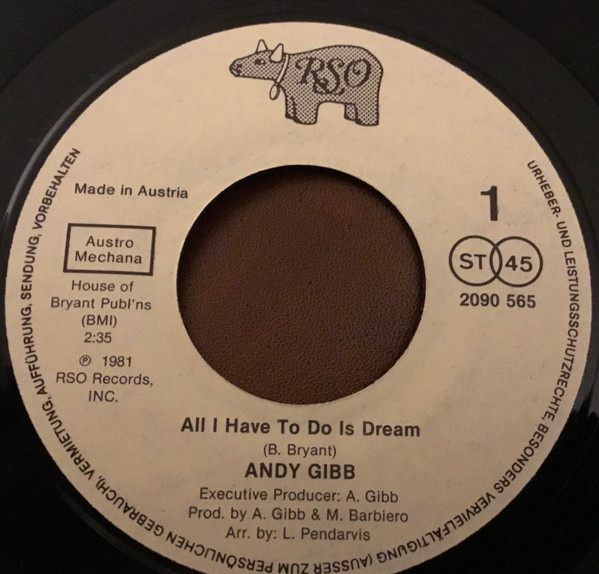 RSO
Made in Austria
1
Austro
Mechana
ST 45
2090 565
House of
Bryant Publ'ns
(BMI)
2:35
℗ 1981
RSO Records,
INC.
All I Have To Do Is Dream
(B. Bryant)
ANDY GIBB
Executive Producer: A. Gibb
Prod. by A. Gibb & M. Barbiero
Arr. by: L. Pendarvis
URHEBER- UND LEISTUNGSSCHUTZRECHTE, BESONDERS VERVIELFÄLTIGUNG (AUSSER ZUM PERSÖNLICHEN GEBRAUCH), VERMIETUNG, AUFFÜHRUNG, SENDUNG, VORBEHALTEN